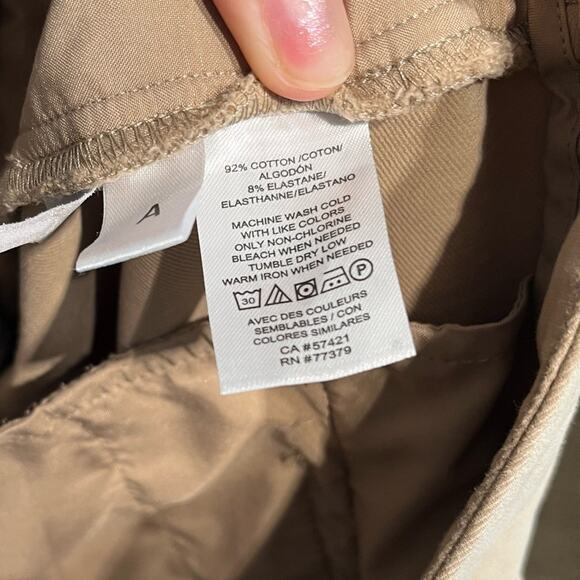 92% COTTON /COTON/
ALGODÓN
8% ELASTANE/
ELASTHANNE/ELASTANO
MACHINE WASH COLD
WITH LIKE COLORS
ONLY NON-CHLORINE
BLEACH WHEN NEEDED
TUMBLE DRY LOW
WARM IRON WHEN NEEDED
30 P
AVEC DES COULEURS
SEMBLABLES / CON
COLORES SIMILARES
CA #57421
RN #77379
A